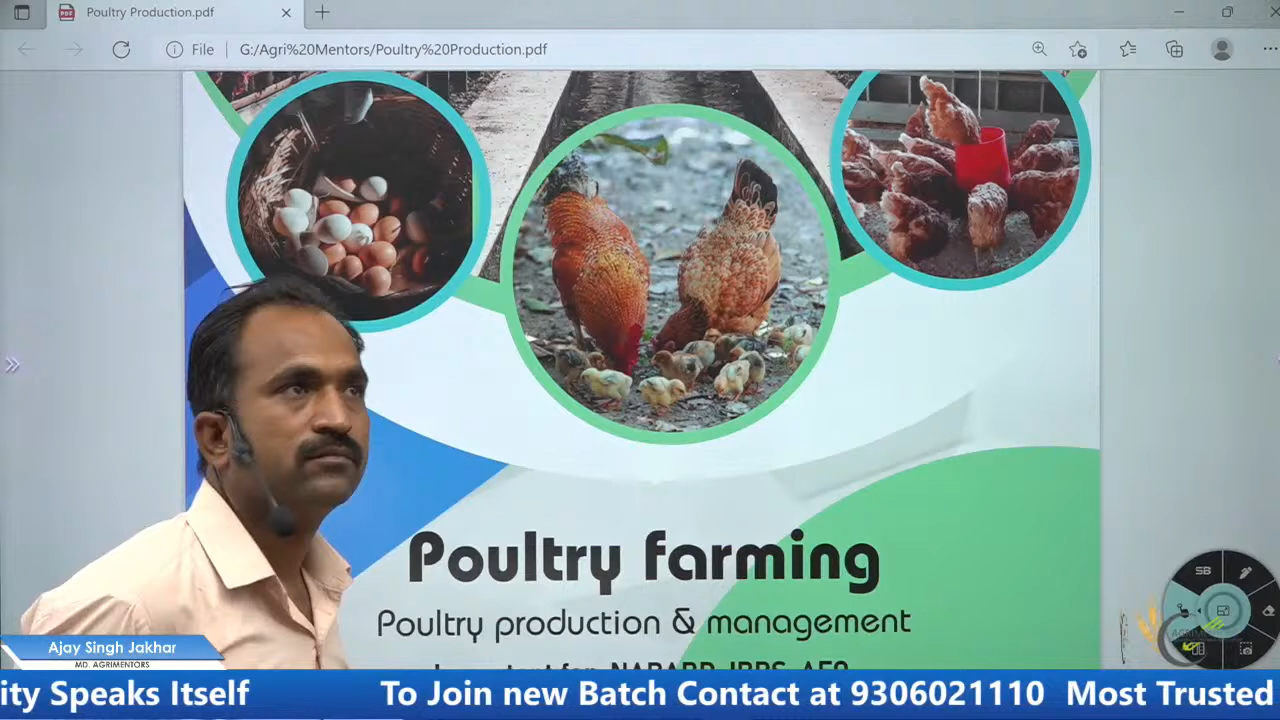 Poultry Production.pdf
File
G:/Agri%20Mentors/Poultry%20Production.pdf
Poultry farming
Poultry production & management
SB
Ajay Singh Jakhar
MD. AGRIMENTORS
ity Speaks Itself To Join new Batch Contact at 9306021110 Most Trusted